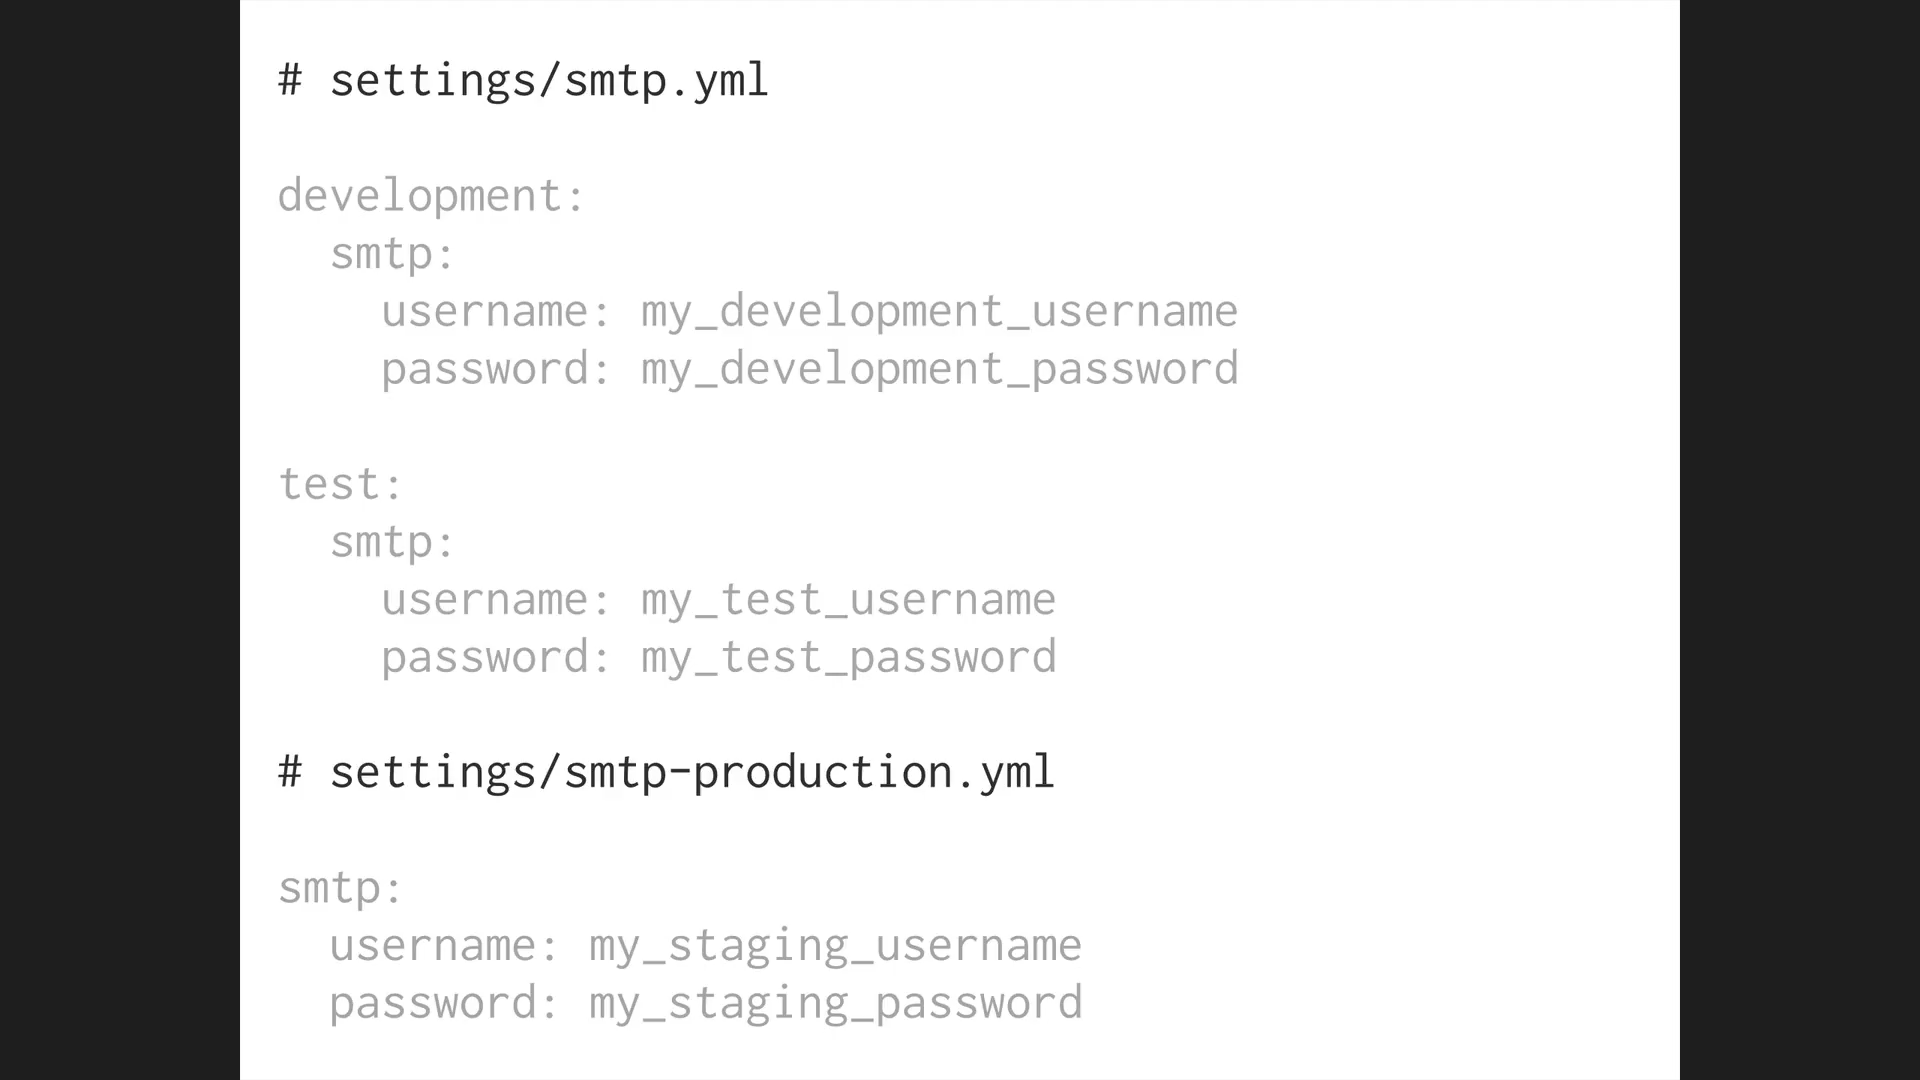 # settings/smtp.yml
development:
  smtp:
    username: my_development_username
    password: my_development_password
test:
  smtp:
    username: my_test_username
    password: my_test_password
# settings/smtp-production.yml
smtp:
  username: my_staging_username
  password: my_staging_password